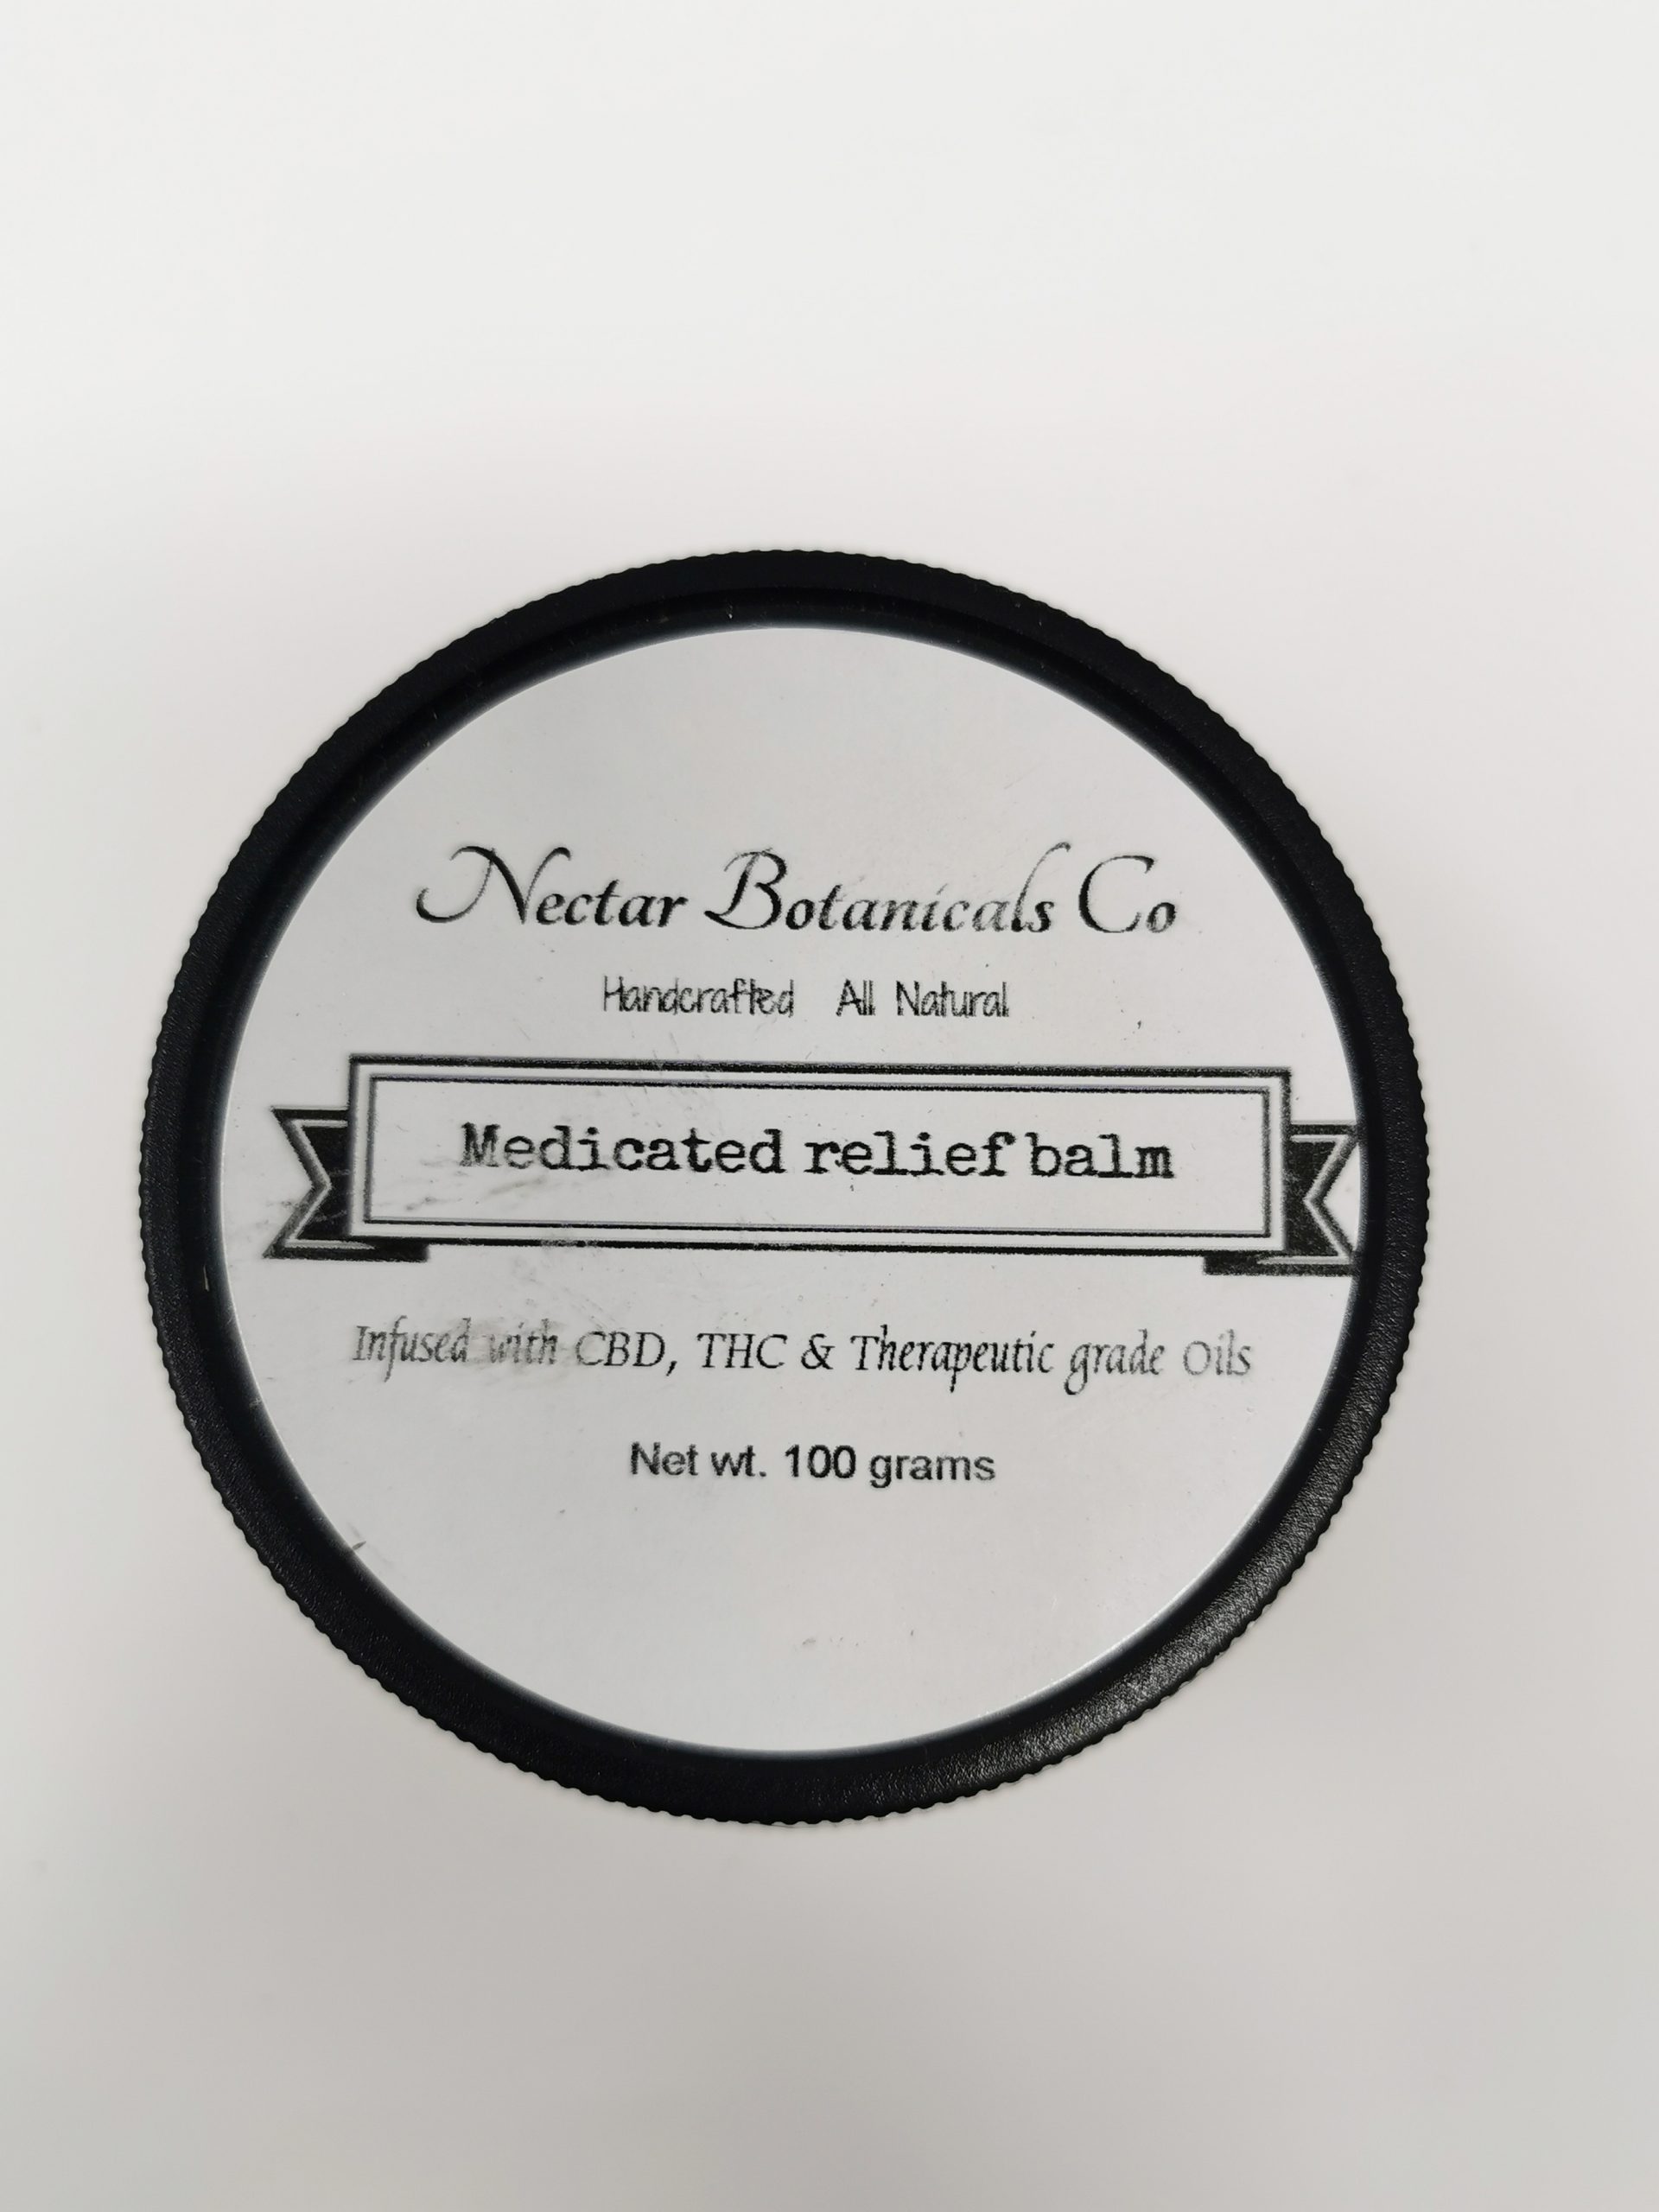 Nectar Botanicals Co
Handcrafted All Natural
Medicated relief balm
Infused with CBD, THC & Therapeutic grade Oils
Net wt. 100 grams